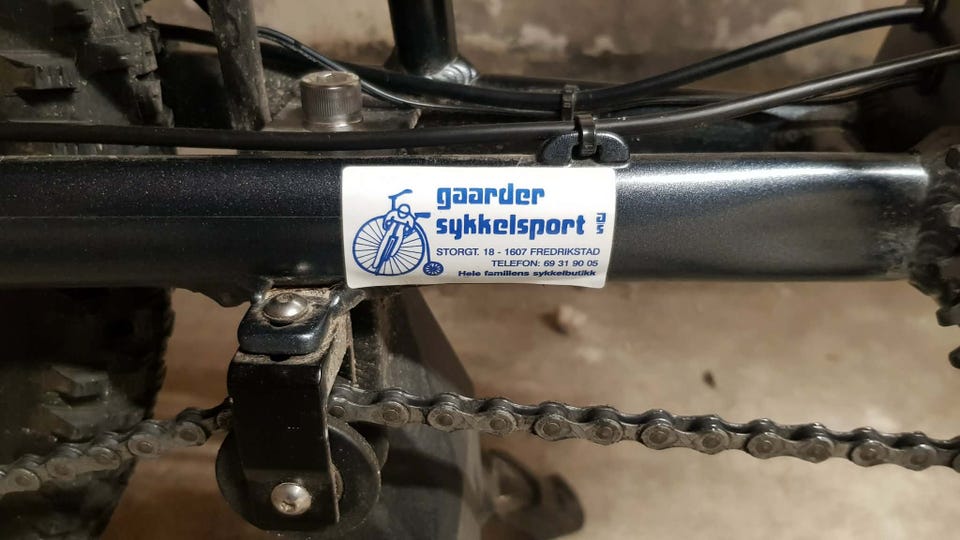 gaarder
sykkelsport
STORGT. 18 - 1607 FREDRIKSTAD
TELEFON: 69 31 90 05
Hele familiens sykkelbutikk